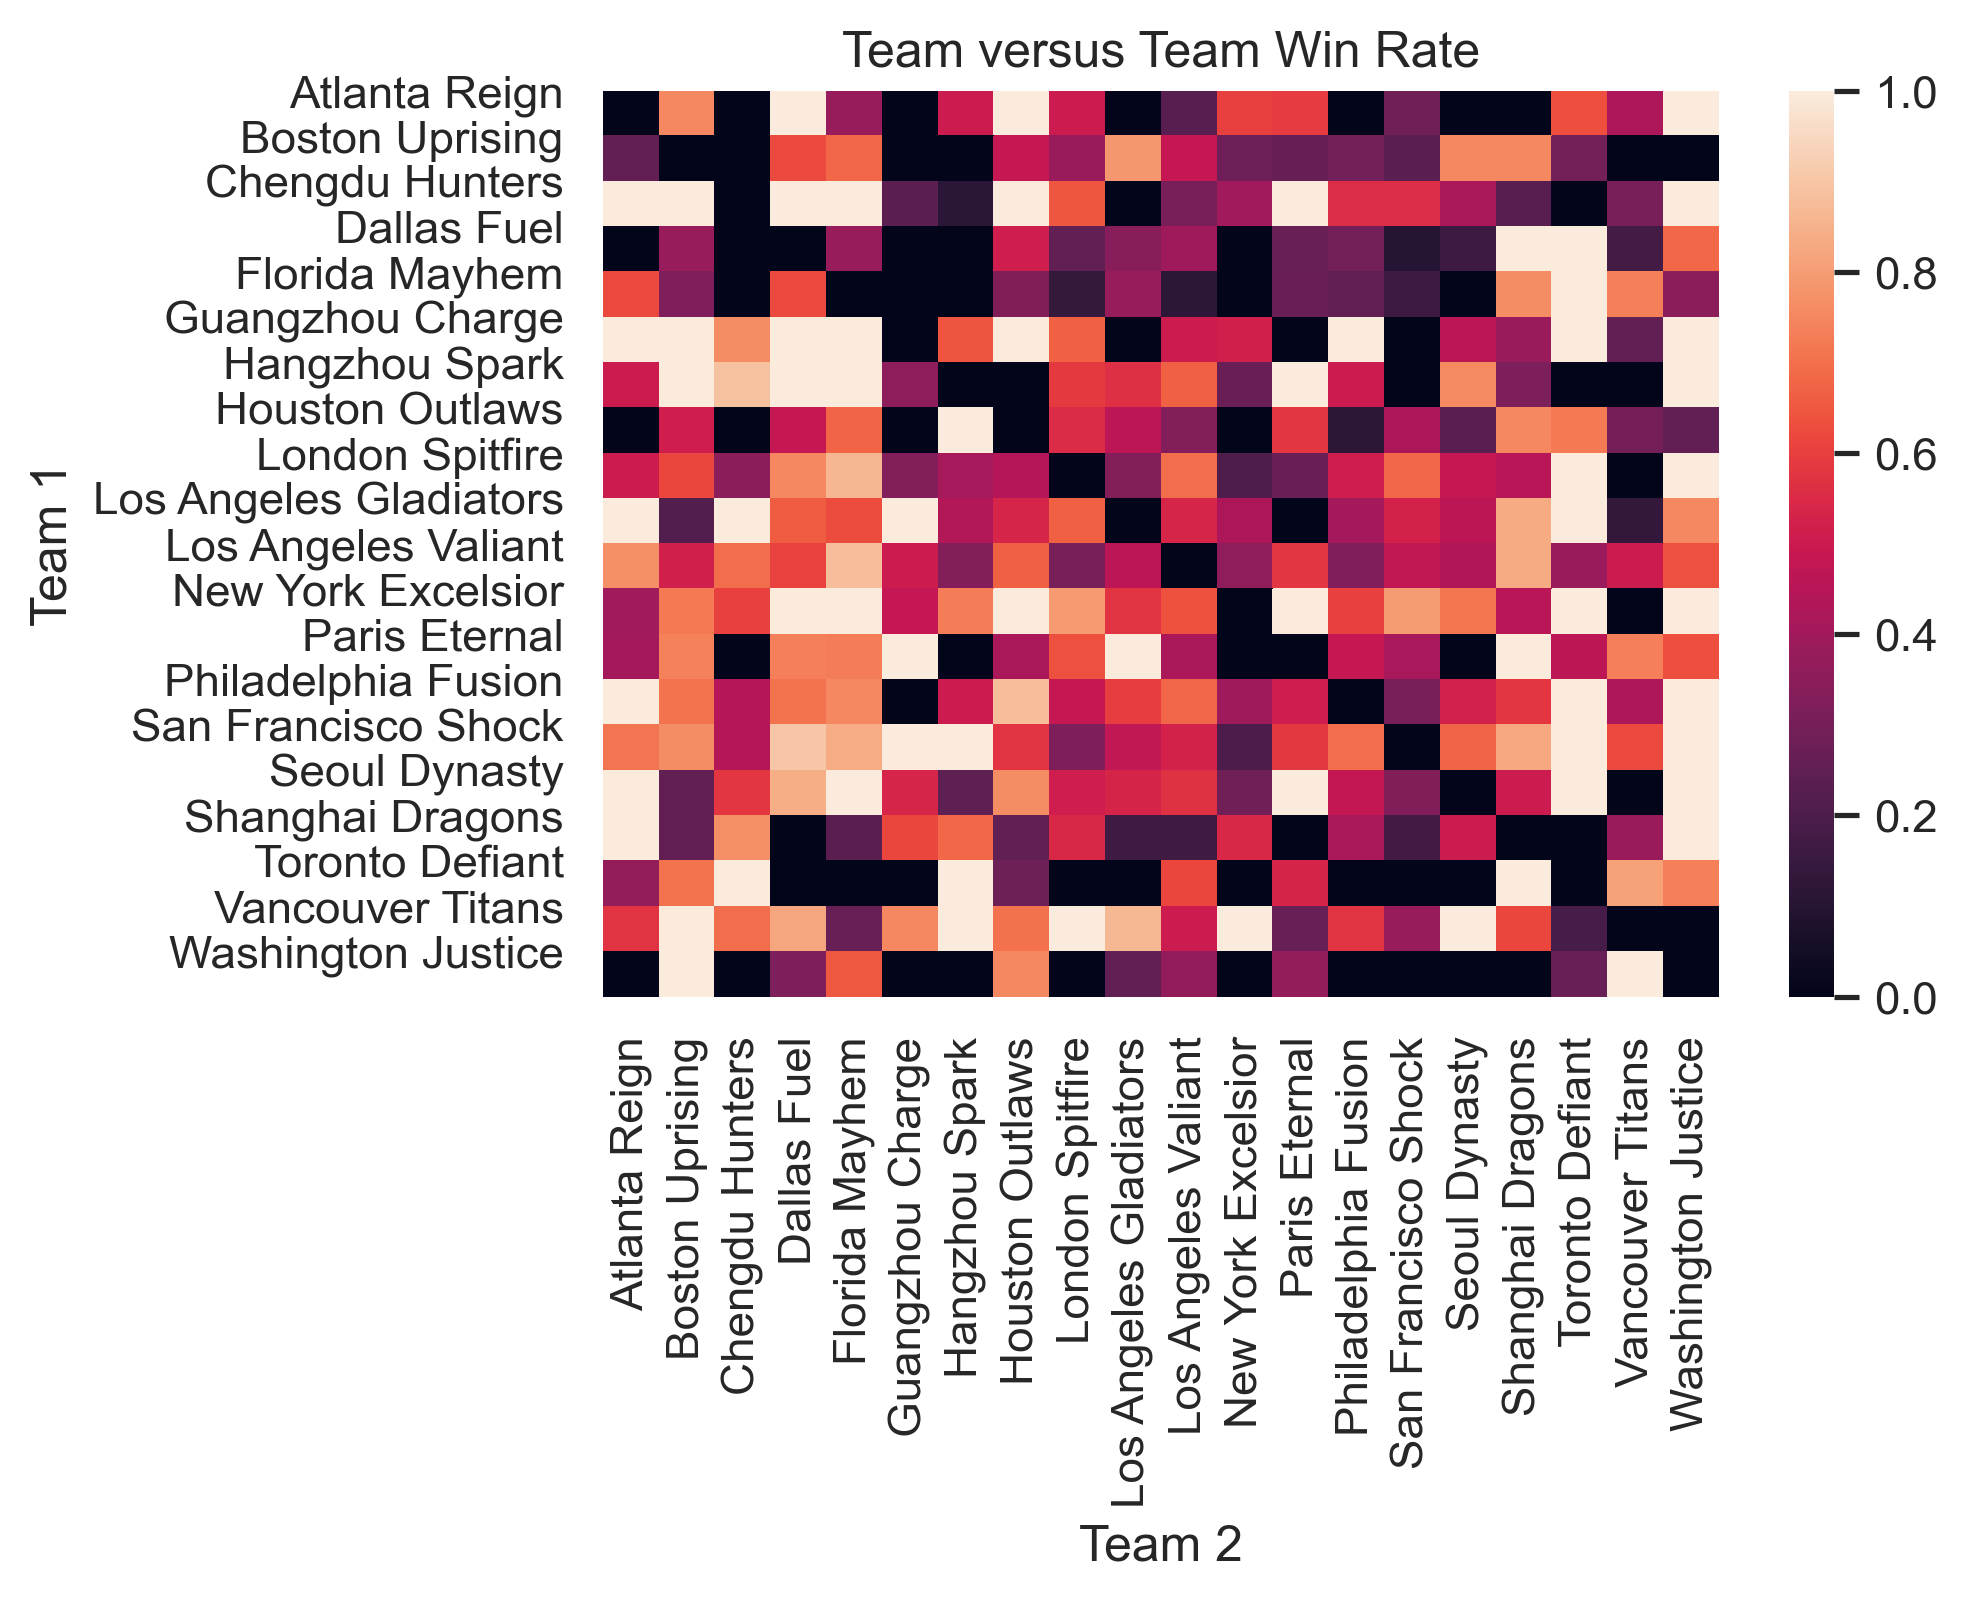 Team versus Team Win Rate
Team 1
Atlanta Reign
Boston Uprising
Chengdu Hunters
Dallas Fuel
Florida Mayhem
Guangzhou Charge
Hangzhou Spark
Houston Outlaws
London Spitfire
Los Angeles Gladiators
Los Angeles Valiant
New York Excelsior
Paris Eternal
Philadelphia Fusion
San Francisco Shock
Seoul Dynasty
Shanghai Dragons
Toronto Defiant
Vancouver Titans
Washington Justice
1.0
0.8
0.6
0.4
0.2
0.0
Atlanta Reign
Boston Uprising
Chengdu Hunters
Dallas Fuel
Florida Mayhem
Guangzhou Charge
Hangzhou Spark
Houston Outlaws
London Spitfire
Los Angeles Gladiators
Los Angeles Valiant
New York Excelsior
Paris Eternal
Philadelphia Fusion
San Francisco Shock
Seoul Dynasty
Shanghai Dragons
Toronto Defiant
Vancouver Titans
Washington Justice
Team 2